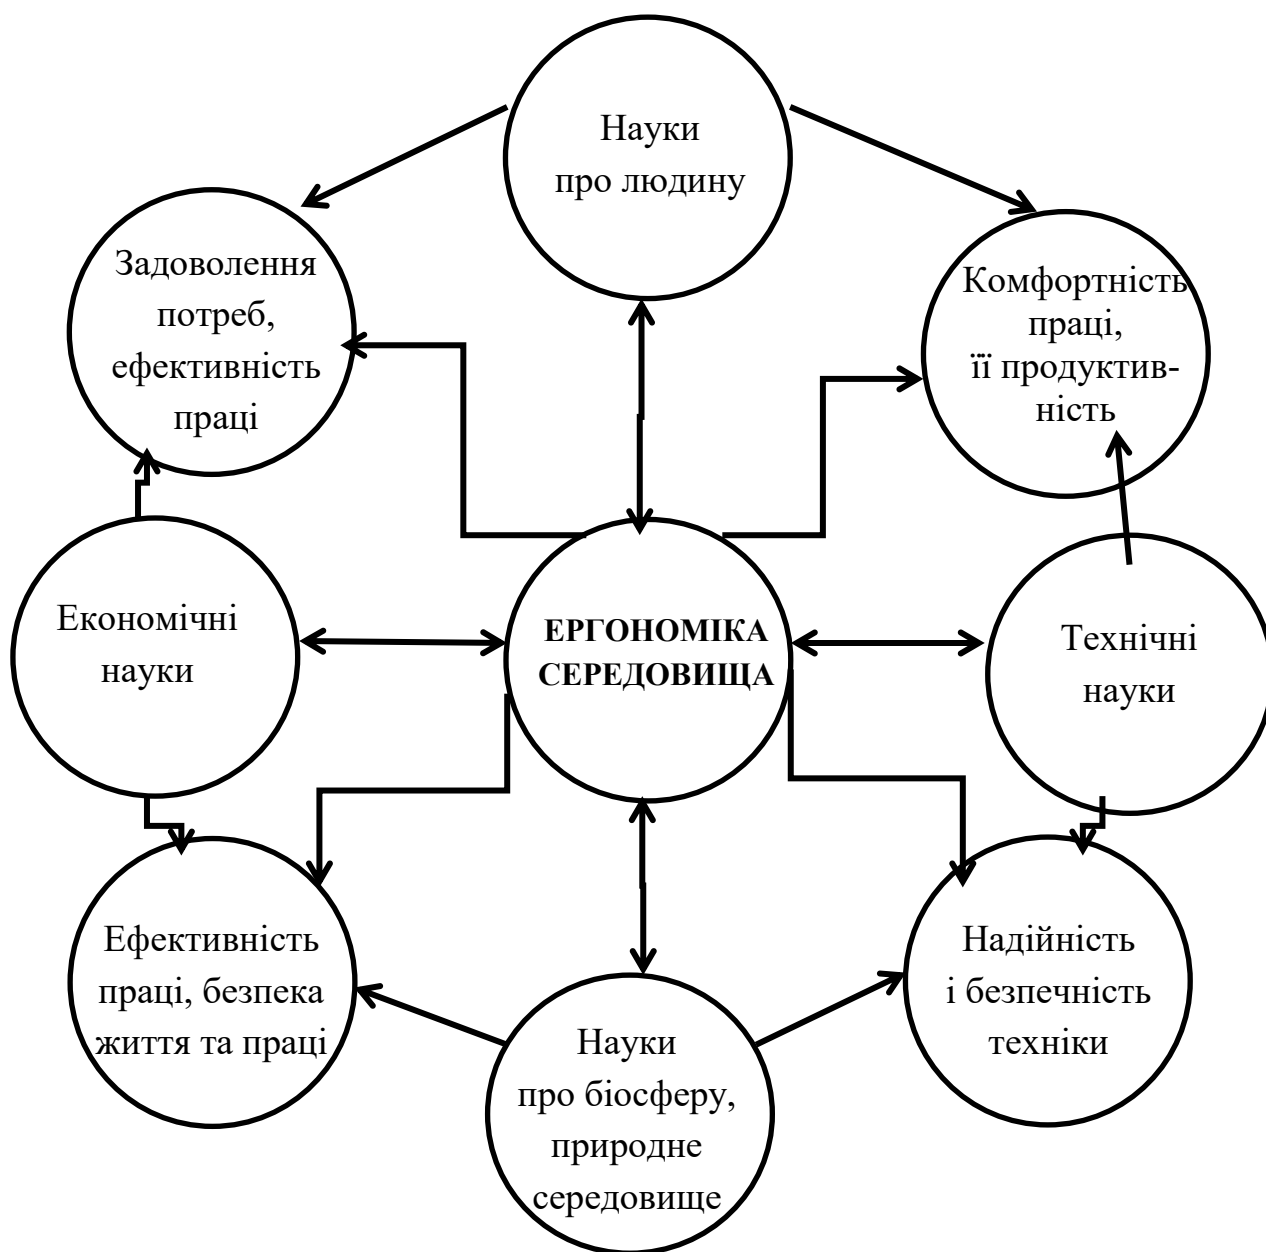 Науки
про людину
Задоволення
потреб,
ефективність
праці
Комфортність
праці,
її продуктив-
ність
Економічні
науки
ЕРГОНОМІКА
СЕРЕДОВИЩА
Технічні
науки
Ефективність
праці, безпека
життя та праці
Науки
про біосферу,
природне
середовище
Надійність
і безпечність
техніки